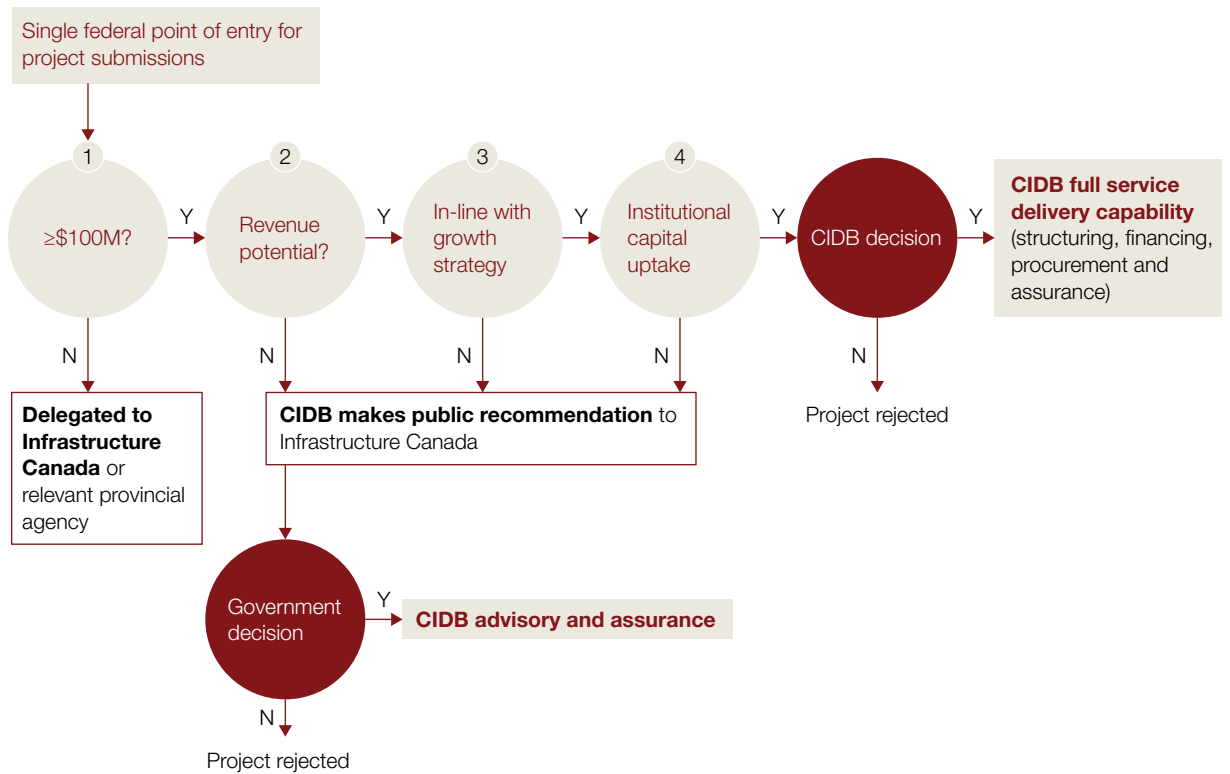 Single federal point of entry for
project submissions
1
2
3
4
≥$100M?
Y
Revenue
potential?
Y
In-line with
growth
strategy
Y
Institutional
capital
uptake
Y
CIDB decision
Y
CIDB full service
delivery capability
(structuring, financing,
procurement and
assurance)
N
N
N
N
N
Delegated to
Infrastructure
Canada or
relevant provincial
agency
CIDB makes public recommendation to
Infrastructure Canada
Project rejected
Government
decision
Y
CIDB advisory and assurance
N
Project rejected